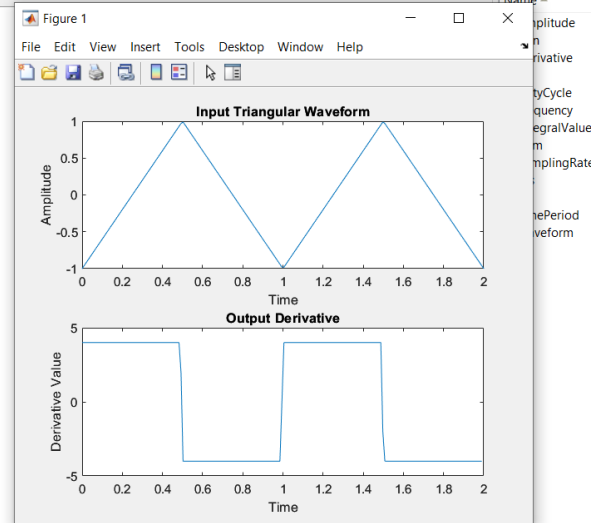 Figure 1
File Edit View Insert Tools Desktop Window Help
Input Triangular Waveform
1
0.5
0
-0.5
-1
Amplitude
0 0.2 0.4 0.6 0.8 1 1.2 1.4 1.6 1.8 2
Time
Output Derivative
5
0
-5
Derivative Value
0 0.2 0.4 0.6 0.8 1 1.2 1.4 1.6 1.8 2
Time
mplitude
n
rivative
tyCycle
quency
egralValue
m
mplingRate
s
nePeriod
veform